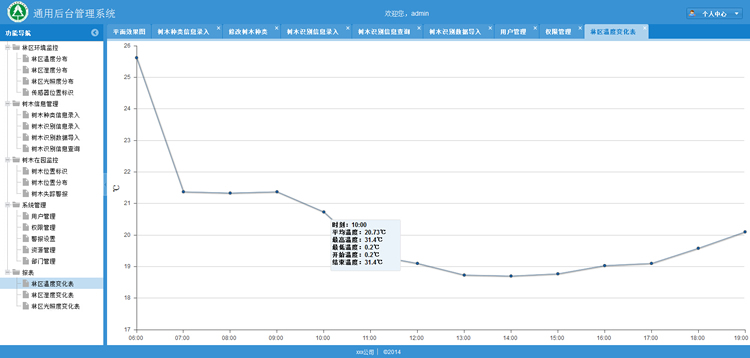 通用后台管理系统
欢迎您，admin
个人中心
功能导航
平面效果图 树木种类信息录入 修改树木种类 树木识别信息录入 树木识别信息查询 树木识别数据导入 用户管理 权限管理 林区温度变化表
林区环境监控
林区温度分布
林区湿度分布
林区光照度分布
传感器位置标识
树木信息管理
树木种类信息录入
树木识别信息录入
树木识别数据导入
树木识别信息查询
树木在园监控
树木位置标识
树木位置分布
树木失踪警报
系统管理
用户管理
权限管理
警报设置
资源管理
部门管理
报表
林区温度变化表
林区湿度变化表
林区光照度变化表
26
25
24
23
22
21
20
19
18
17
℃
时刻：10:00
平均温度：20.73℃
最高温度：31.4℃
最低温度：0.2℃
开始温度：0.2℃
结束温度：31.4℃
06:00 07:00 08:00 09:00 10:00 11:00 12:00 13:00 14:00 15:00 16:00 17:00 18:00 19:00
xxx公司 | ©2014